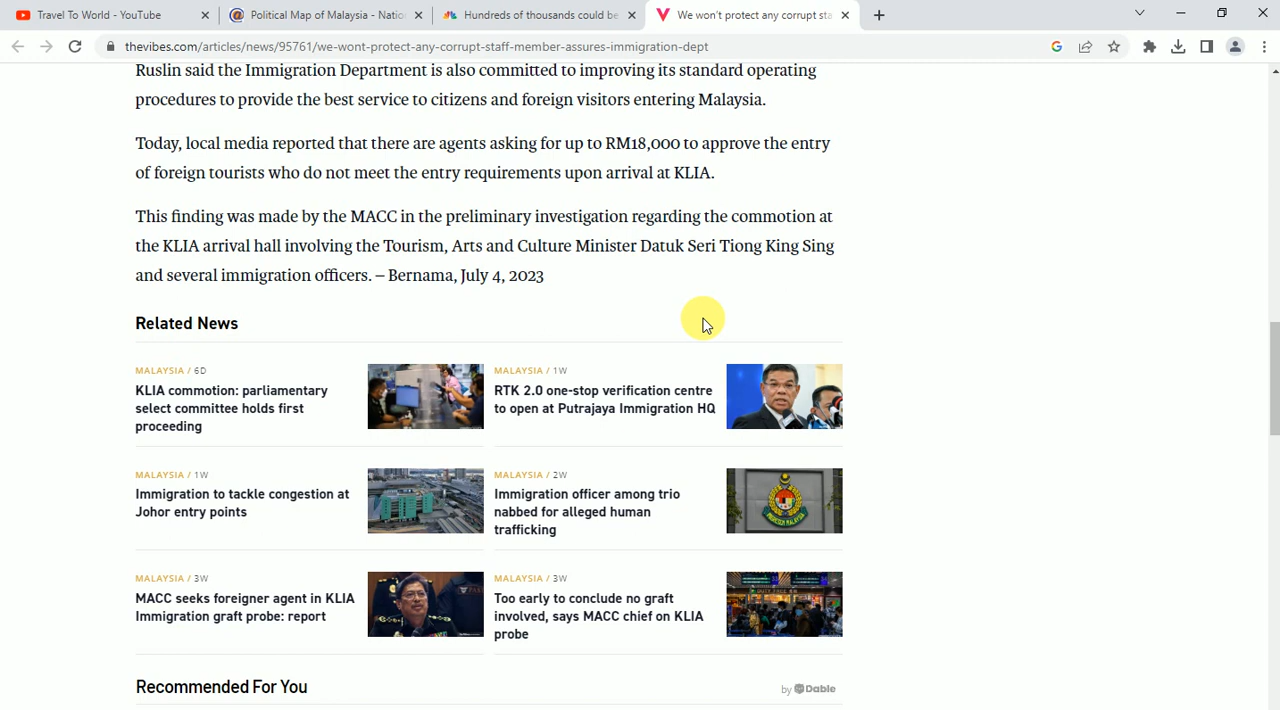 Travel To World - YouTube
Political Map of Malaysia - Natio
Hundreds of thousands could be
We won't protect any corrupt sta
thevibes.com/articles/news/95761/we-wont-protect-any-corrupt-staff-member-assures-immigration-dept
Ruslin said the Immigration Department is also committed to improving its standard operating
procedures to provide the best service to citizens and foreign visitors entering Malaysia.
Today, local media reported that there are agents asking for up to RM18,000 to approve the entry
of foreign tourists who do not meet the entry requirements upon arrival at KLIA.
This finding was made by the MACC in the preliminary investigation regarding the commotion at
the KLIA arrival hall involving the Tourism, Arts and Culture Minister Datuk Seri Tiong King Sing
and several immigration officers. – Bernama, July 4, 2023
Related News
MALAYSIA / 6D
KLIA commotion: parliamentary
select committee holds first
proceeding
MALAYSIA / 1W
RTK 2.0 one-stop verification centre
to open at Putrajaya Immigration HQ
MALAYSIA / 1W
Immigration to tackle congestion at
Johor entry points
MALAYSIA / 2W
Immigration officer among trio
nabbed for alleged human
trafficking
MALAYSIA / 3W
MACC seeks foreigner agent in KLIA
Immigration graft probe: report
MALAYSIA / 3W
Too early to conclude no graft
involved, says MACC chief on KLIA
probe
Recommended For You
by Dable